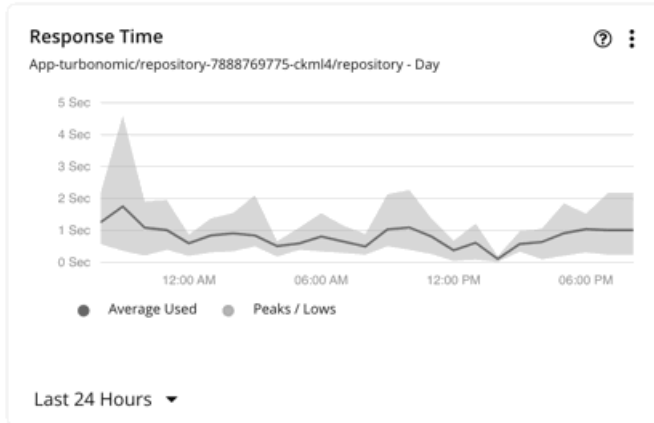 Response Time
App-turbonomic/repository-7888769775-ckml4/repository - Day
5 Sec
4 Sec
3 Sec
2 Sec
1 Sec
0 Sec
12:00 AM 06:00 AM 12:00 PM 06:00 PM
Average Used Peaks / Lows
Last 24 Hours